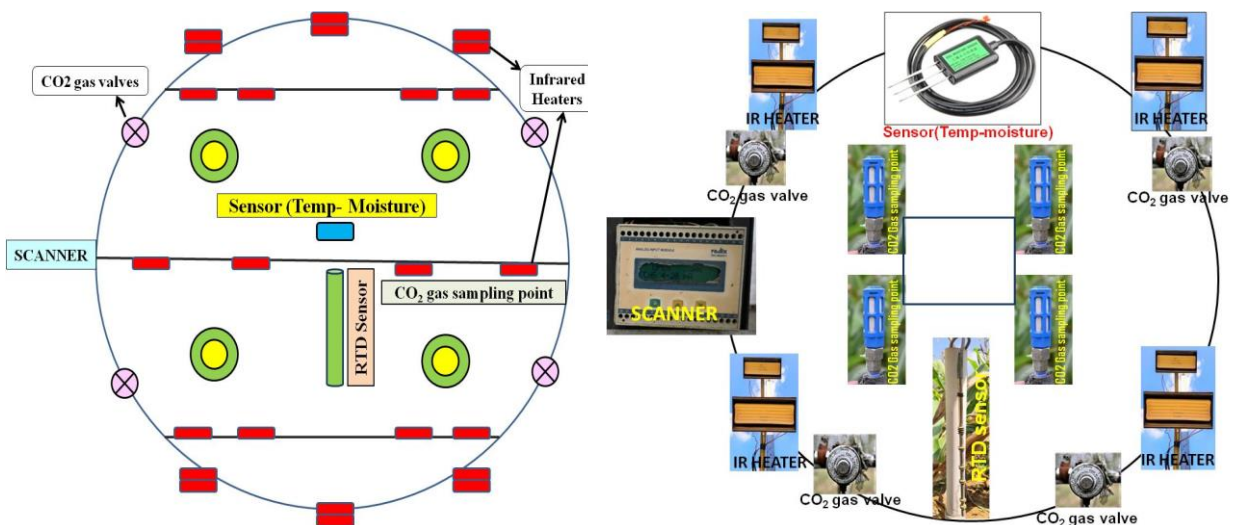 CO2 gas valves
Infrared
Heaters
Sensor (Temp- Moisture)
SCANNER
CO₂ gas sampling point
RTD Sensor
IR HEATER
Sensor(Temp-moisture)
IR HEATER
CO₂ gas valve
CO₂ gas valve
CO2 Gas sampling point
CO2 Gas sampling point
SCANNER
CO2 Gas sampling point
CO2 Gas sampling point
RTD sensor
IR HEATER
IR HEATER
CO₂ gas valve
CO₂ gas valve